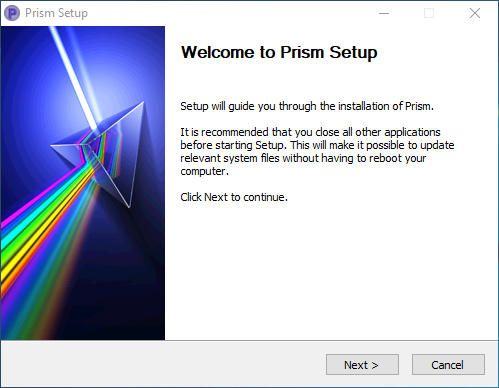 P Prism Setup
Welcome to Prism Setup
Setup will guide you through the installation of Prism.
It is recommended that you close all other applications
before starting Setup. This will make it possible to update
relevant system files without having to reboot your
computer.
Click Next to continue.
Next >
Cancel